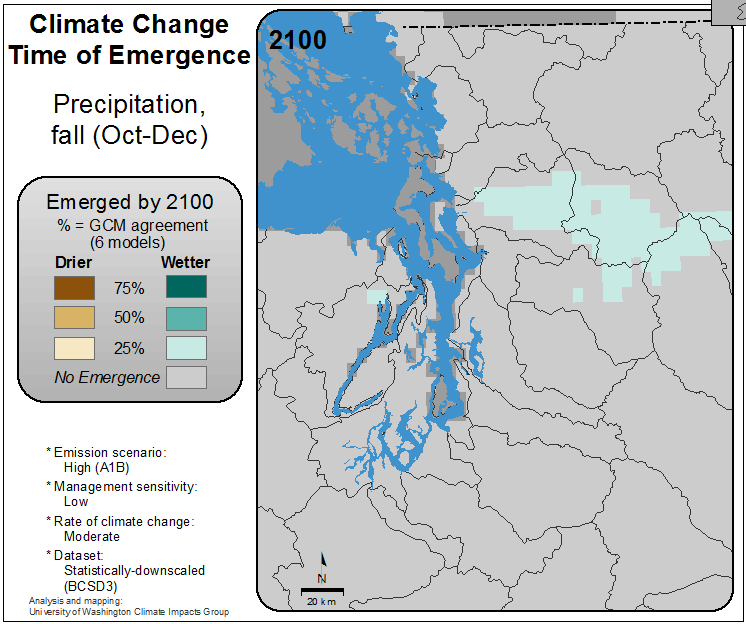 Climate Change
Time of Emergence
Precipitation,
fall (Oct-Dec)
Emerged by 2100
% = GCM agreement
(6 models)
Drier Wetter
75%
50%
25%
No Emergence
* Emission scenario:
High (A1B)
* Management sensitivity:
Low
* Rate of climate change:
Moderate
* Dataset:
Statistically-downscaled
(BCSD3)
Analysis and mapping:
University of Washington Climate Impacts Group
2100
N
20 km